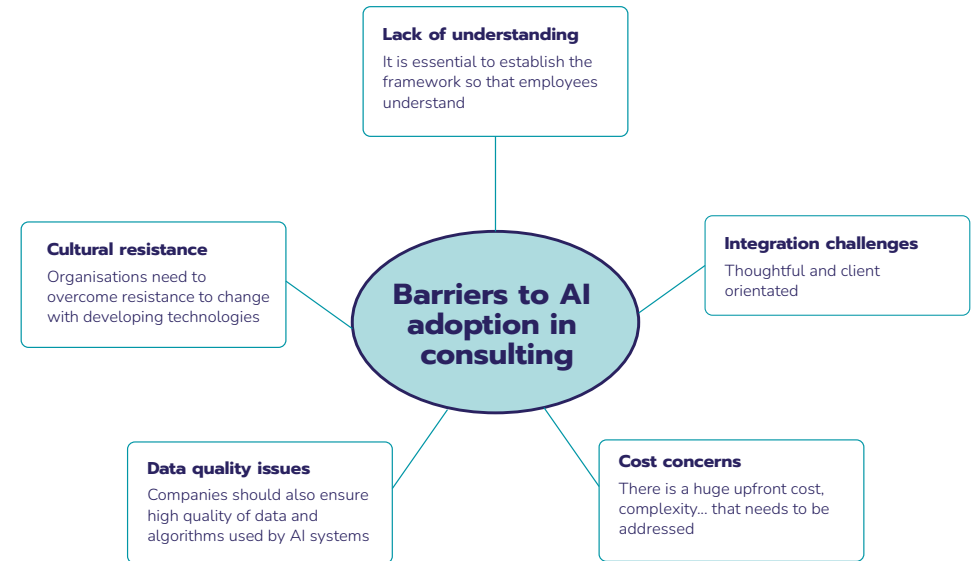 Lack of understanding
It is essential to establish the
framework so that employees
understand
Cultural resistance
Organisations need to
overcome resistance to change
with developing technologies
Integration challenges
Thoughtful and client
orientated
Barriers to AI
adoption in
consulting
Data quality issues
Companies should also ensure
high quality of data and
algorithms used by AI systems
Cost concerns
There is a huge upfront cost,
complexity... that needs to be
addressed